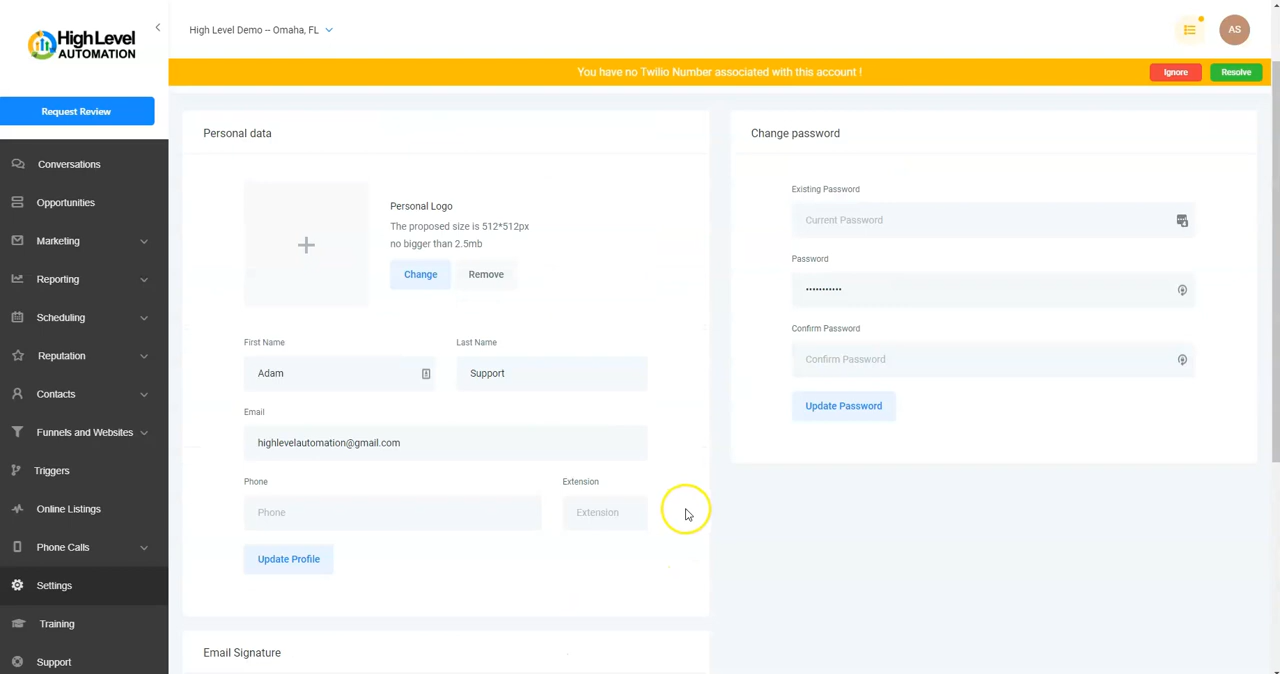 High Level
AUTOMATION
High Level Demo -- Omaha, FL
AS
You have no Twilio Number associated with this account !
Ignore
Resolve
Request Review
Conversations
Opportunities
Marketing
Reporting
Scheduling
Reputation
Contacts
Funnels and Websites
Triggers
Online Listings
Phone Calls
Settings
Training
Support
Personal data
Personal Logo
The proposed size is 512*512px
no bigger than 2.5mb
Change
Remove
First Name
Last Name
Adam
Support
Email
highlevelautomation@gmail.com
Phone
Extension
Phone
Extension
Update Profile
Email Signature
Change password
Existing Password
Current Password
Password
•••••••••••
Confirm Password
Confirm Password
Update Password